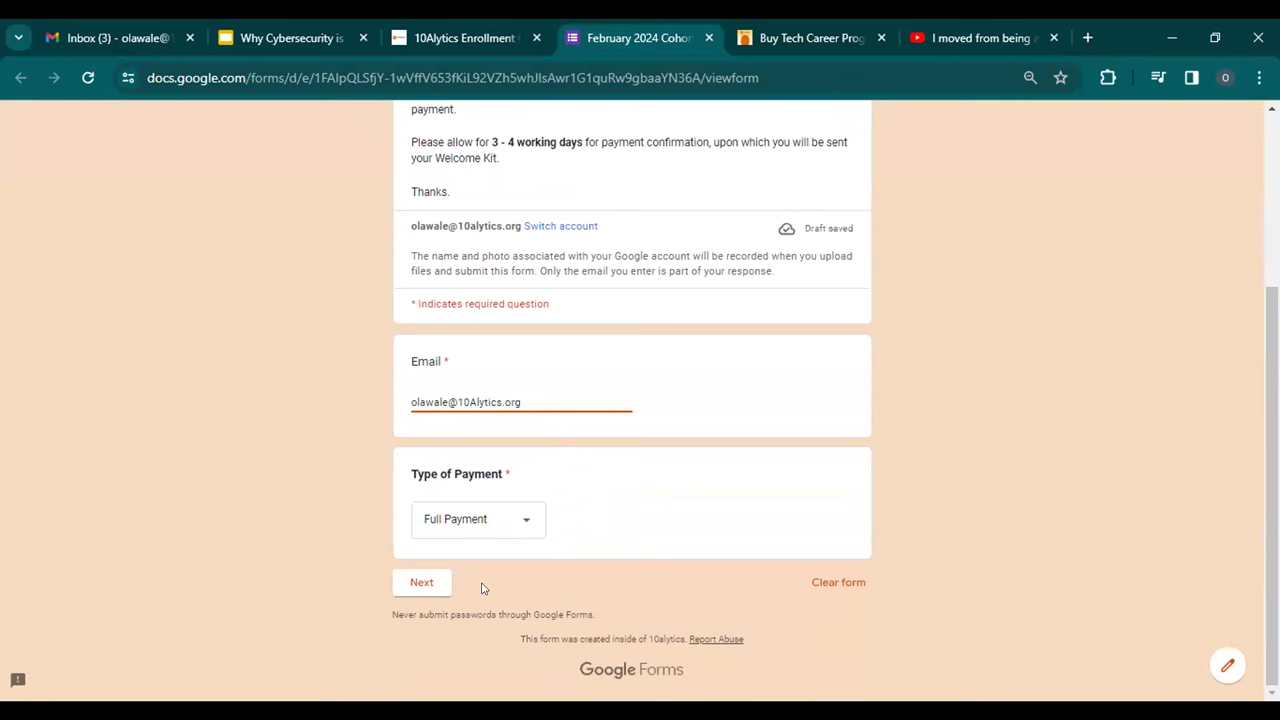 Inbox (3) - olawale@1
Why Cybersecurity is
10Alytics Enrollment
February 2024 Cohor
Buy Tech Career Prog
I moved from being a
docs.google.com/forms/d/e/1FAIpQLSfjY-1wVffV653fKiL92VZh5whJlsAwr1G1quRw9gbaaYN36A/viewform
O
payment.
Please allow for 3 - 4 working days for payment confirmation, upon which you will be sent
your Welcome Kit.
Thanks.
olawale@10alytics.org Switch account
Draft saved
The name and photo associated with your Google account will be recorded when you upload
files and submit this form. Only the email you enter is part of your response.
* Indicates required question
Email *
olawale@10Alytics.org
Type of Payment *
Full Payment
Next
Clear form
Never submit passwords through Google Forms.
This form was created inside of 10alytics. Report Abuse
Google Forms